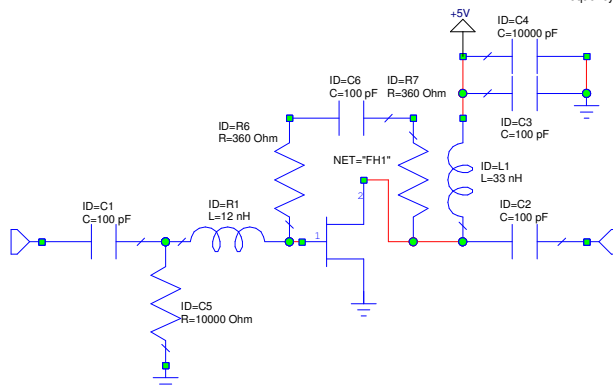 +5V
ID=C4
C=10000 pF
ID=C6
C=100 pF
ID=R7
R=360 Ohm
ID=R6
R=360 Ohm
ID=C3
C=100 pF
NET="FH1"
ID=L1
L=33 nH
2
ID=C1
C=100 pF
ID=R1
L=12 nH
1
ID=C2
C=100 pF
ID=C5
R=10000 Ohm